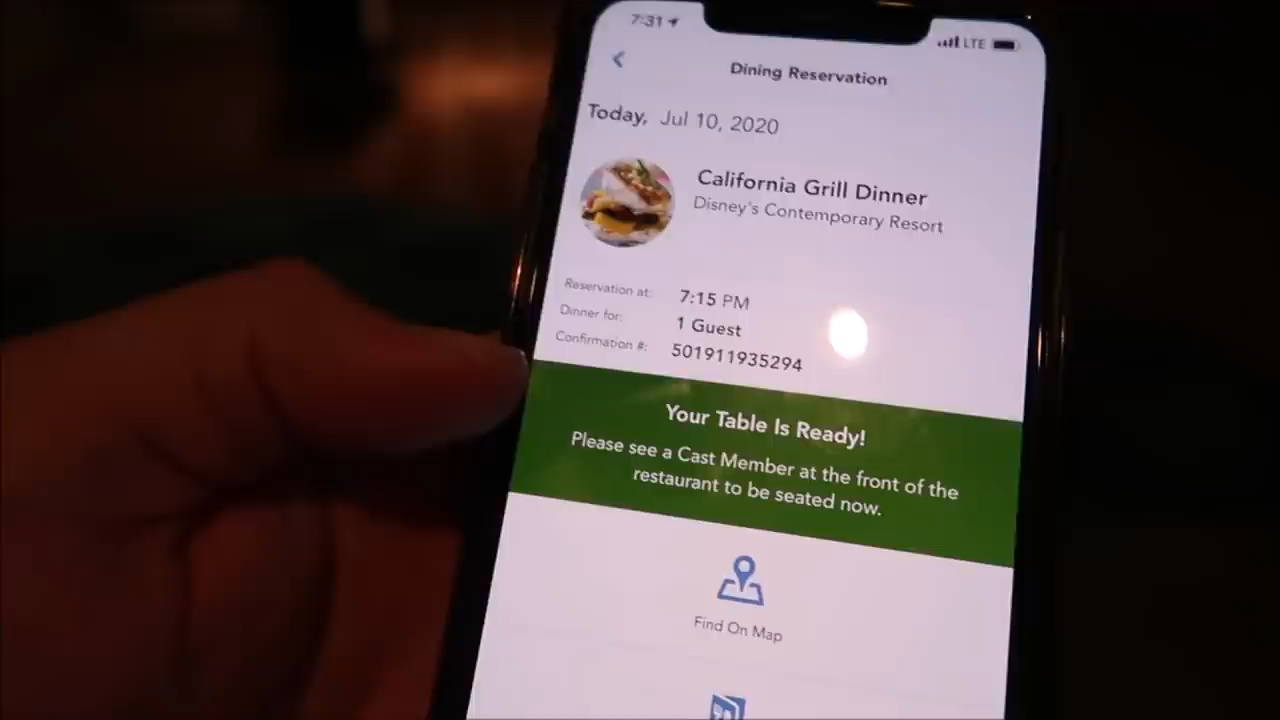 7:31
LTE
Dining Reservation
Today, Jul 10, 2020
California Grill Dinner
Disney's Contemporary Resort
Reservation at: 7:15 PM
Dinner for: 1 Guest
Confirmation #: 501911935294
Your Table Is Ready!
Please see a Cast Member at the front of the
restaurant to be seated now.
Find On Map